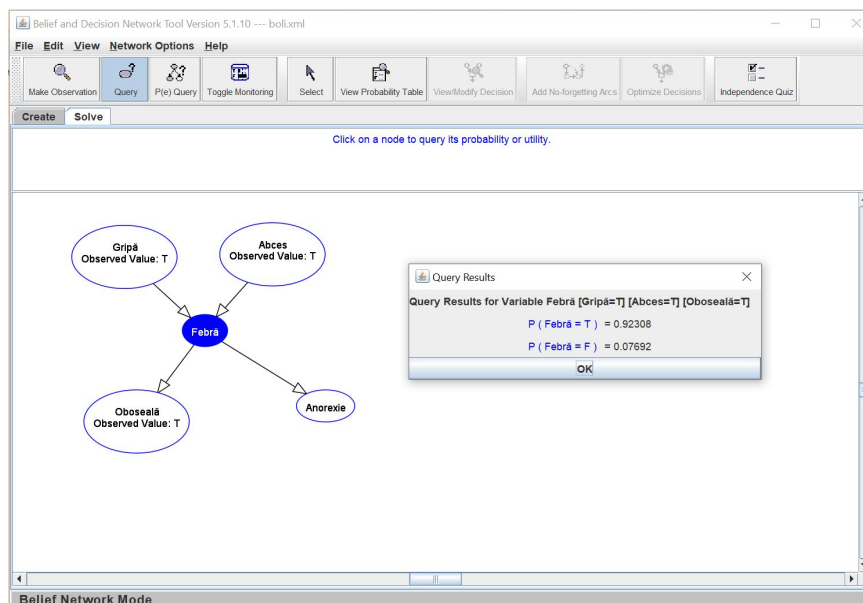 Belief and Decision Network Tool Version 5.1.10 --- boli.xml
File Edit View Network Options Help
Make Observation Query P(e) Query Toggle Monitoring Select View Probability Table View/Modify Decision Add No-forgetting Arcs Optimize Decisions Independence Quiz
Create Solve
Click on a node to query its probability or utility.
Gripă
Observed Value: T
Abces
Observed Value: T
Febră
Oboseală
Observed Value: T
Anorexie
Query Results
Query Results for Variable Febră [Gripă=T] [Abces=T] [Oboseală=T]
P ( Febră = T ) = 0.92308
P ( Febră = F ) = 0.07692
OK
Belief Network Mode